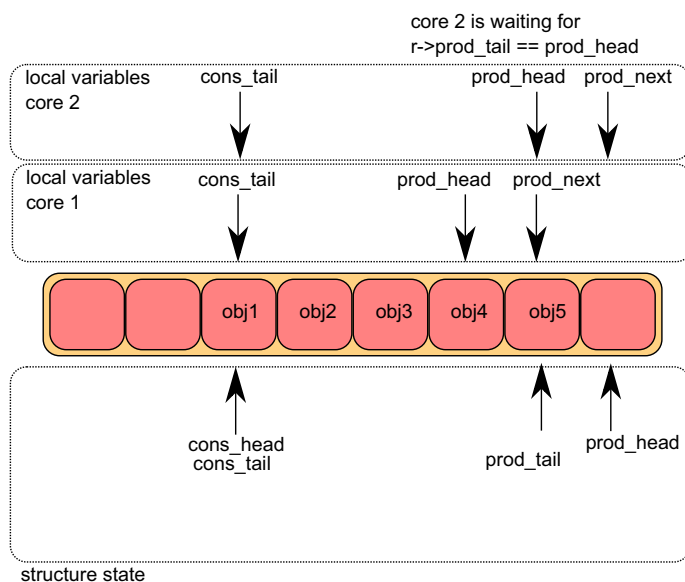 core 2 is waiting for
r->prod_tail == prod_head
local variables
core 2
cons_tail
prod_head
prod_next
local variables
core 1
cons_tail
prod_head
prod_next
obj1
obj2
obj3
obj4
obj5
cons_head
cons_tail
prod_tail
prod_head
structure state